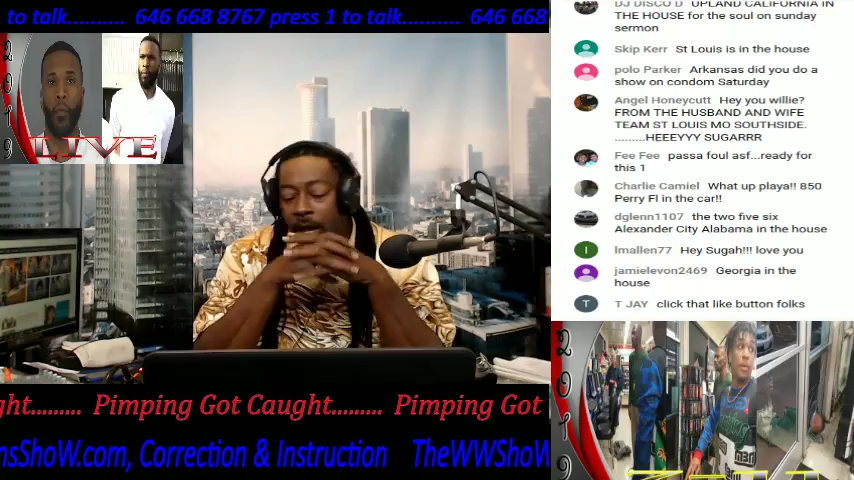 to talk.......... 646 668 8767 press 1 to talk.......... 646 668
2019
LIVE
DJ DISCO D UPLAND CALIFORNIA IN
THE HOUSE for the soul on sunday
sermon
Skip Kerr St Louis is in the house
polo Parker Arkansas did you do a
show on condom Saturday
Angel Honeycutt Hey you willie?
FROM THE HUSBAND AND WIFE
TEAM ST LOUIS MO SOUTHSIDE.
.........HEEEYYY SUGARRR
Fee Fee passa foul asf...ready for
this 1
Charlie Camiel What up playa!! 850
Perry Fl in the car!!
dglenn1107 the two five six
Alexander City Alabama in the house
lmallen77 Hey Sugah!!! love you
jamielevon2469 Georgia in the
house
T JAY click that like button folks
2019
ght......... Pimping Got Caught......... Pimping Got
nsShoW.com, Correction & Instruction TheWWShoW